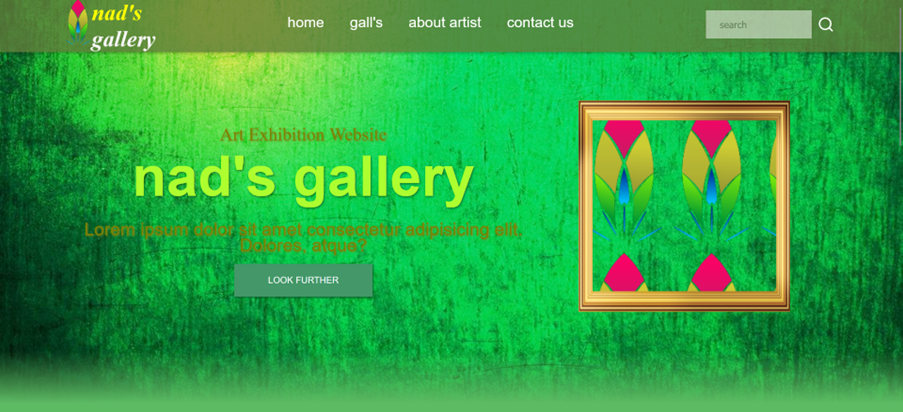 nad's
gallery
home gall's about artist contact us
search
Art Exhibition Website
nad's gallery
Lorem ipsum dolor sit amet consectetur adipisicing elit.
Dolores, atque?
LOOK FURTHER